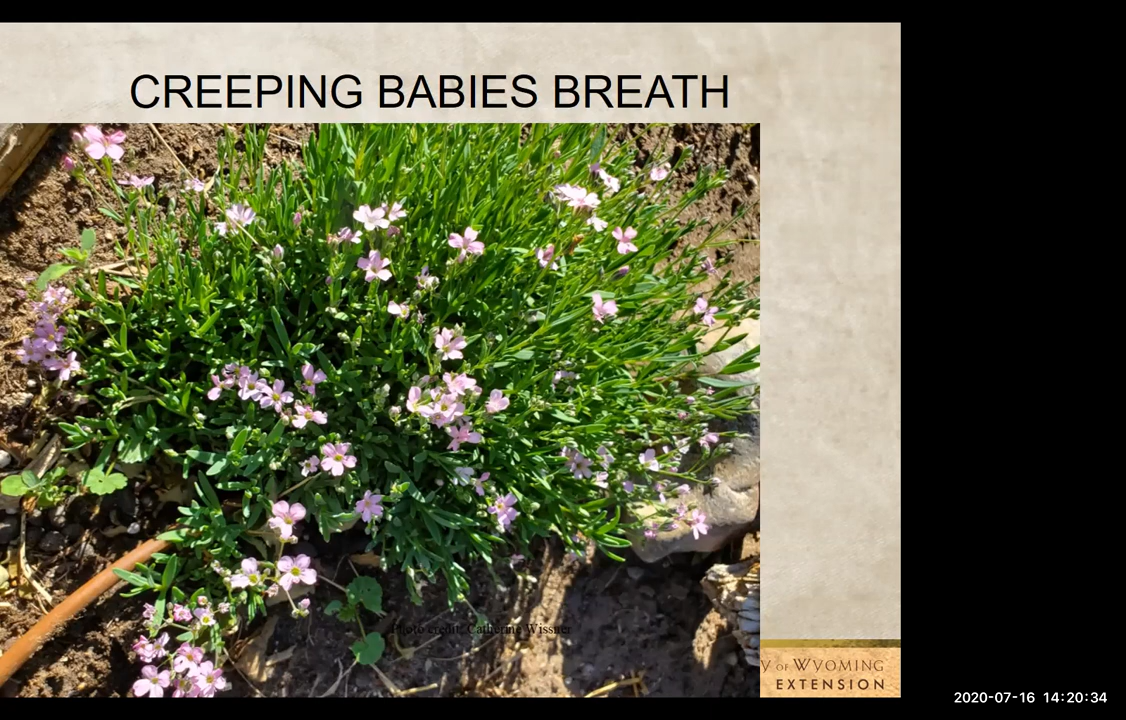 CREEPING BABIES BREATH
Photo credit: Catherine Wissner
V OF WYOMING
EXTENSION
2020-07-16 14:20:34